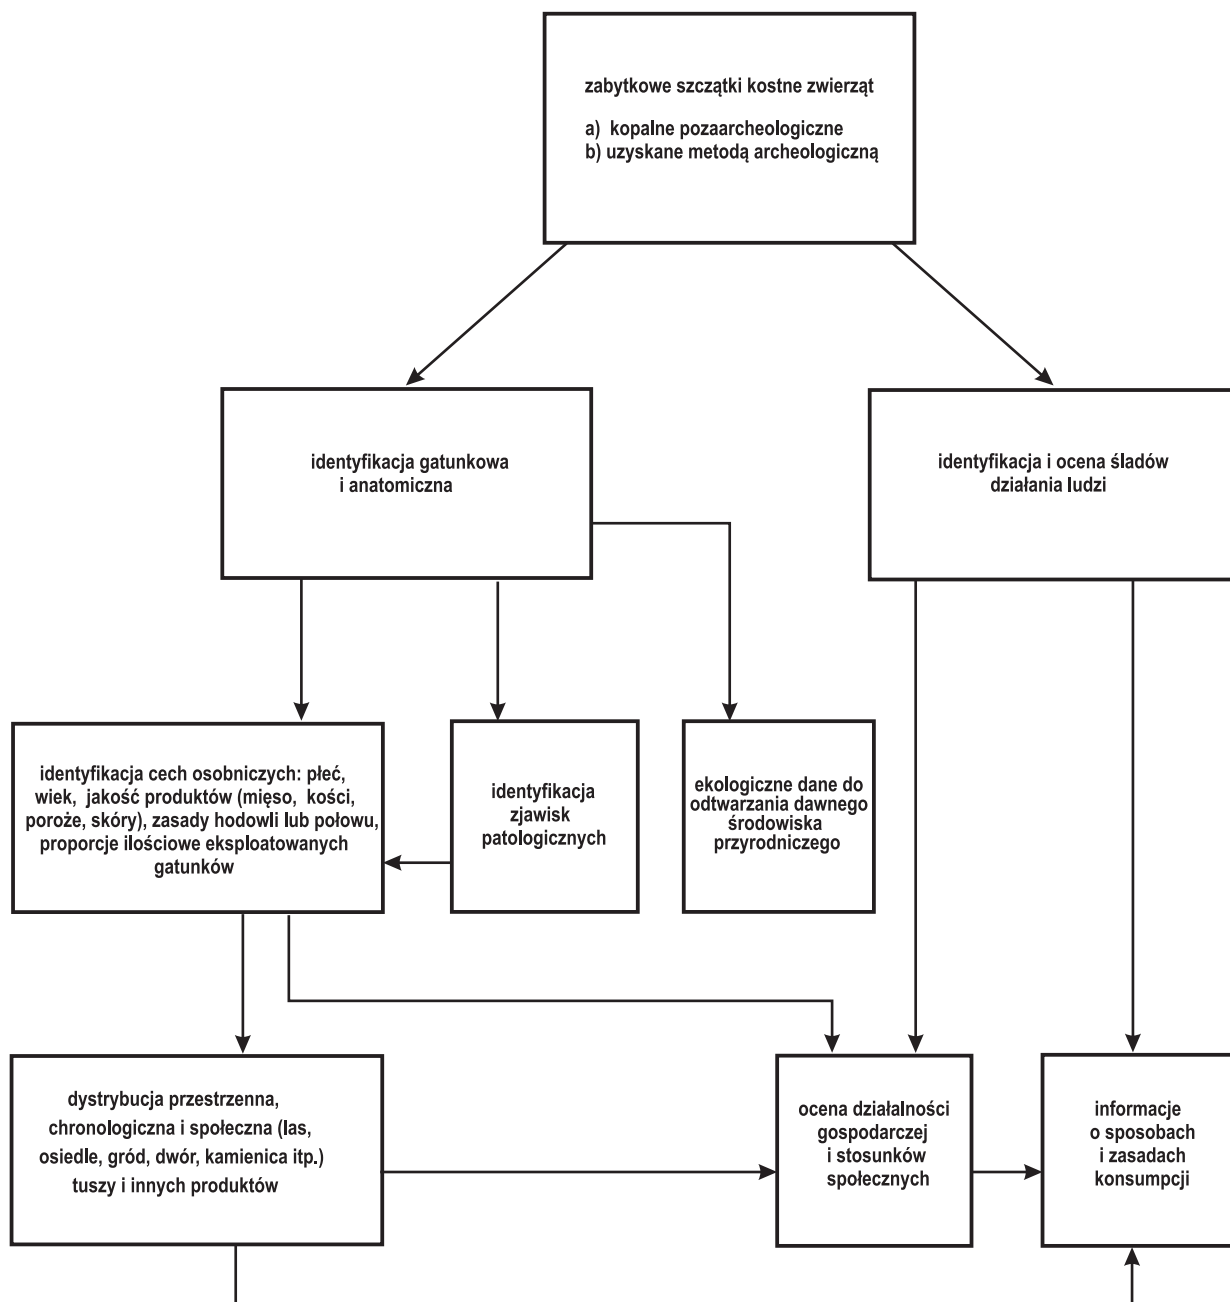 zabytkowe szczątki kostne zwierząt
a) kopalne pozaarcheologiczne
b) uzyskane metodą archeologiczną
identyfikacja gatunkowa
i anatomiczna
identyfikacja i ocena śladów
działania ludzi
identyfikacja cech osobniczych: płeć,
wiek, jakość produktów (mięso, kości,
poroże, skóry), zasady hodowli lub połowu,
proporcje ilościowe eksploatowanych
gatunków
identyfikacja
zjawisk
patologicznych
ekologiczne dane do
odtwarzania dawnego
środowiska
przyrodniczego
dystrybucja przestrzenna,
chronologiczna i społeczna (las,
osiedle, gród, dwór, kamienica itp.)
tuszy i innych produktów
ocena działalności
gospodarczej
i stosunków
społecznych
informacje
o sposobach
i zasadach
konsumpcji